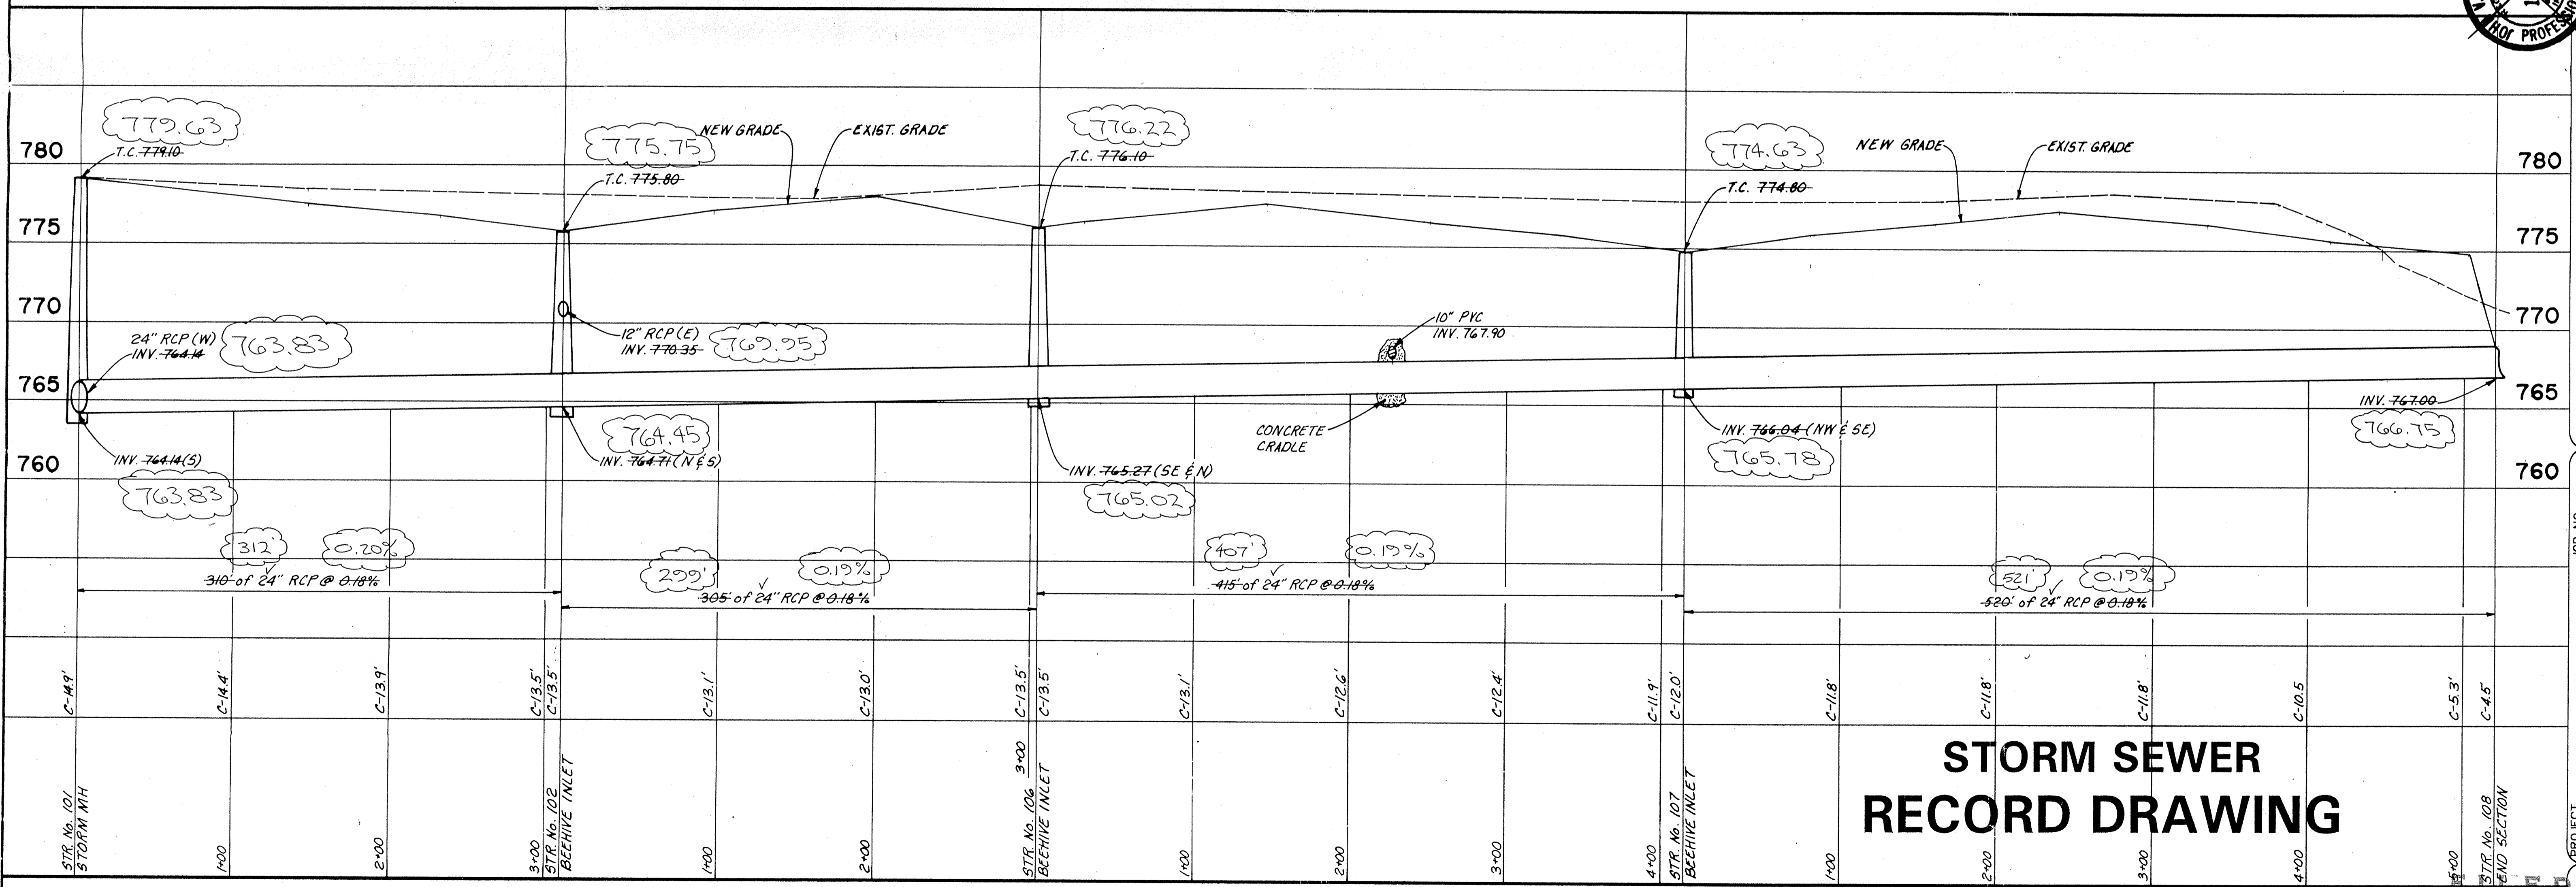 HOF PROFESS
779.63
T.C. 779.10
775.75
NEW GRADE
EXIST. GRADE
T.C. 775.80
776.22
T.C. 776.10
774.63
T.C. 774.80
NEW GRADE
EXIST. GRADE
780
775
770
765
760
780
775
770
765
760
24" RCP (W)
INV. 764.14
763.83
12" RCP (E)
INV. 770.35
769.95
10" PVC
INV. 767.90
INV. 764.14 (S)
763.83
764.45
INV. 764.71 (N & S)
INV. 765.27 (SE & N)
765.02
CONCRETE
CRADLE
INV. 766.04 (NW & SE)
765.78
INV. 767.00
766.75
312'
0.20%
310' of 24" RCP @ 0.18%
299'
0.19%
305' of 24" RCP @ 0.18%
407'
0.19%
415' of 24" RCP @ 0.18%
521'
0.19%
520' of 24" RCP @ 0.18%
C-14.9'
C-14.4'
C-13.9'
C-13.5'
C-13.5'
C-13.1'
C-13.0'
C-13.5'
C-13.5'
C-13.1'
C-12.6'
C-12.4'
C-11.9'
C-12.0'
C-11.8'
C-11.8'
C-11.8'
C-10.5
C-5.3'
C-4.5'
STR. No. 101
STORM MH
1+00
2+00
3+00
STR. No. 102
BEEHIVE INLET
1+00
2+00
3+00
STR. No. 106
BEEHIVE INLET
1+00
2+00
3+00
4+00
STR. No. 107
BEEHIVE INLET
1+00
2+00
3+00
4+00
5+00
STR. No. 108
END SECTION
STORM SEWER
RECORD DRAWING
PROJECT